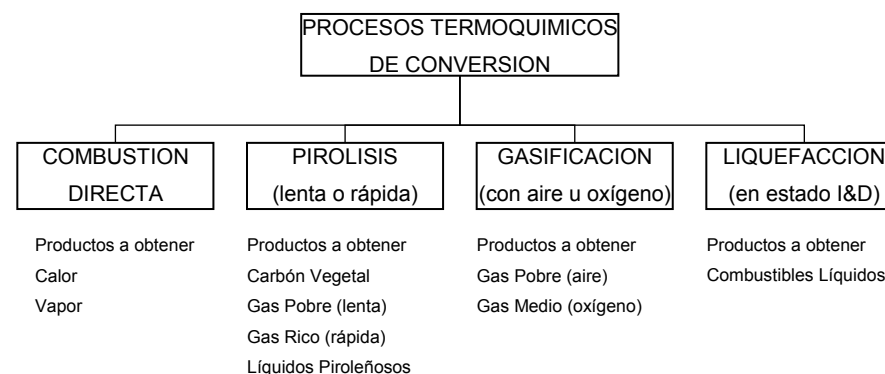 PROCESOS TERMOQUIMICOS
DE CONVERSION
COMBUSTION
DIRECTA
Productos a obtener
Calor
Vapor
PIROLISIS
(lenta o rápida)
Productos a obtener
Carbón Vegetal
Gas Pobre (lenta)
Gas Rico (rápida)
Líquidos Piroleñosos
GASIFICACION
(con aire u oxígeno)
Productos a obtener
Gas Pobre (aire)
Gas Medio (oxígeno)
LIQUEFACCION
(en estado I&D)
Productos a obtener
Combustibles Líquidos